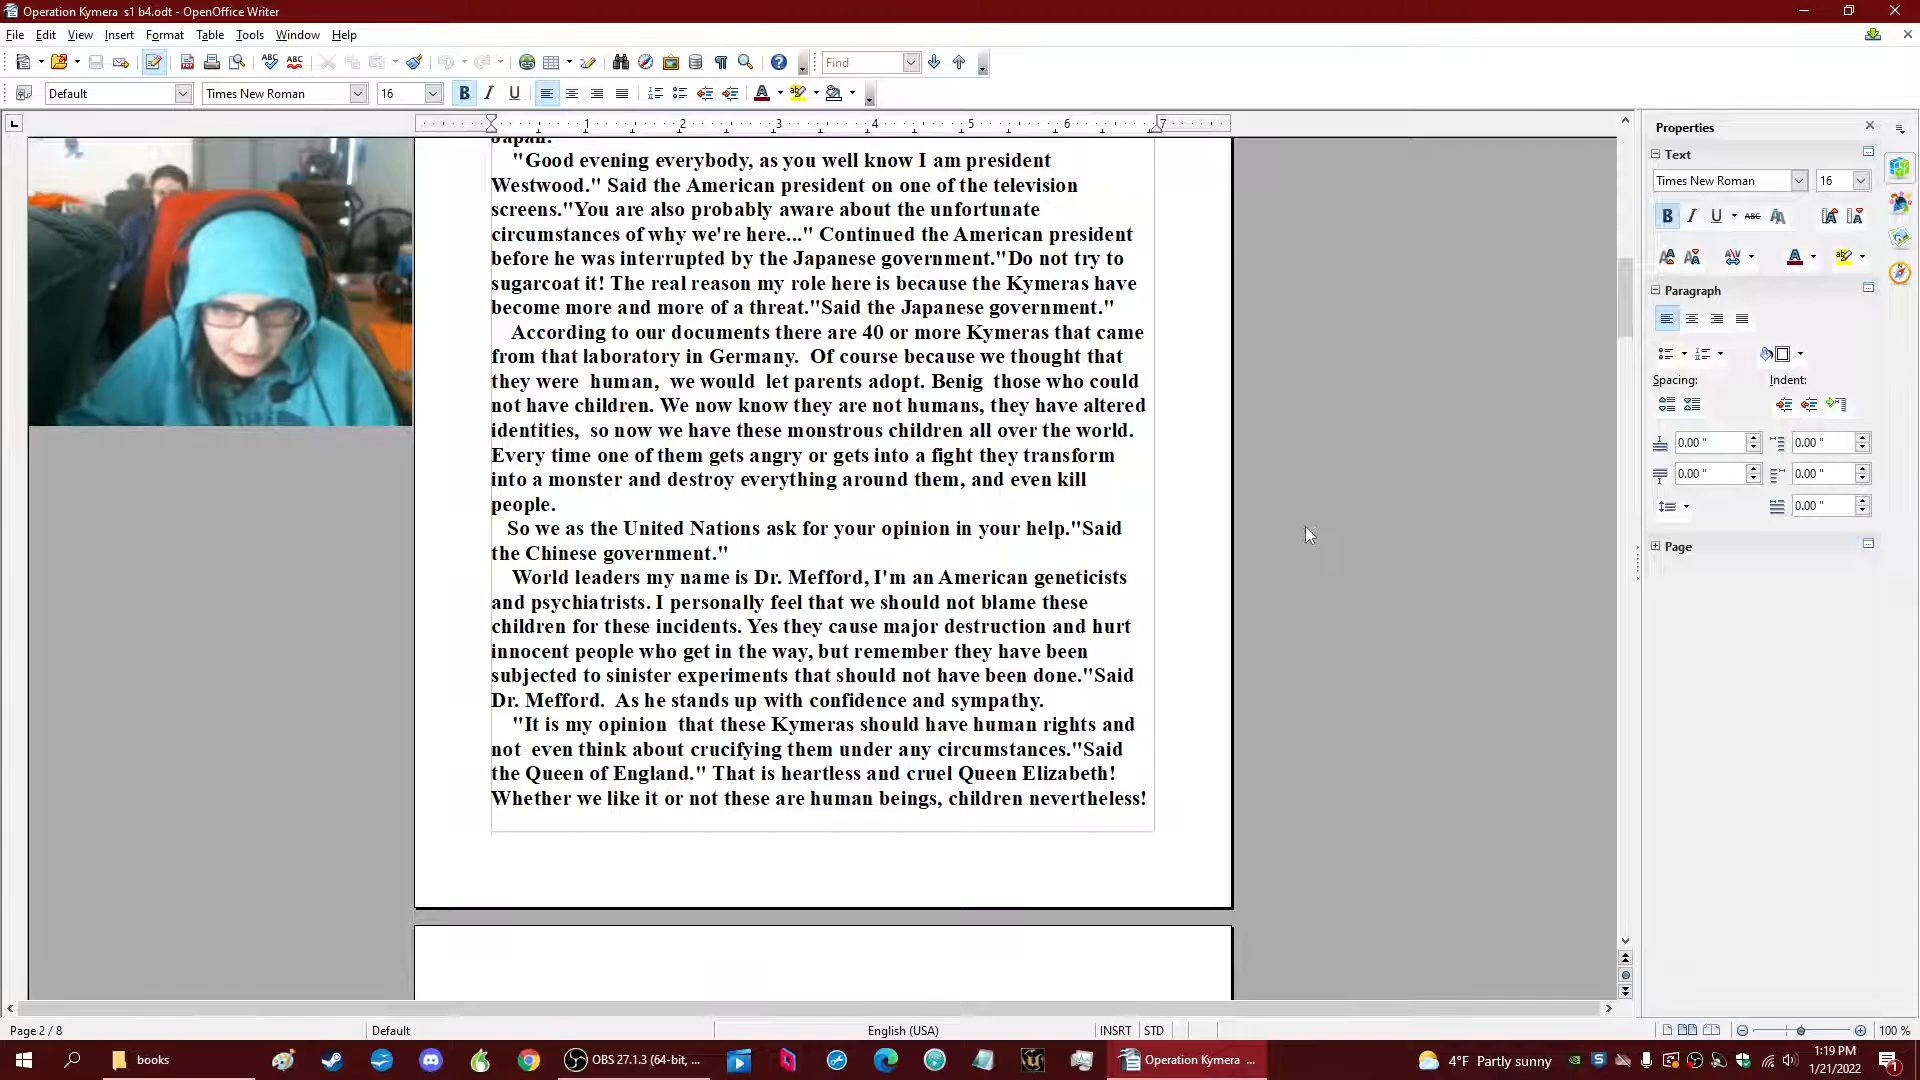 Operation Kymera  s1 b4.odt - OpenOffice Writer
File Edit View Insert Format Table Tools Window Help
Find
Default Times New Roman 16
1 2 3 4 5 6 7
Japan.
"Good evening everybody, as you well know I am president
Westwood." Said the American president on one of the television
screens."You are also probably aware about the unfortunate
circumstances of why we're here..." Continued the American president
before he was interrupted by the Japanese government."Do not try to
sugarcoat it! The real reason my role here is because the Kymeras have
become more and more of a threat."Said the Japanese government."
According to our documents there are 40 or more Kymeras that came
from that laboratory in Germany.  Of course because we thought that
they were  human,  we would  let parents adopt. Benig  those who could
not have children. We now know they are not humans, they have altered
identities,  so now we have these monstrous children all over the world.
Every time one of them gets angry or gets into a fight they transform
into a monster and destroy everything around them, and even kill
people.
So we as the United Nations ask for your opinion in your help."Said
the Chinese government."
World leaders my name is Dr. Mefford, I'm an American geneticists
and psychiatrists. I personally feel that we should not blame these
children for these incidents. Yes they cause major destruction and hurt
innocent people who get in the way, but remember they have been
subjected to sinister experiments that should not have been done."Said
Dr. Mefford.  As he stands up with confidence and sympathy.
"It is my opinion  that these Kymeras should have human rights and
not  even think about crucifying them under any circumstances."Said
the Queen of England." That is heartless and cruel Queen Elizabeth!
Whether we like it or not these are human beings, children nevertheless!
Properties
Text
Times New Roman 16
Paragraph
Spacing: Indent:
0.00 " 0.00 "
0.00 " 0.00 "
0.00 "
Page
Page 2 / 8 Default English (USA) INSRT STD 100 %
books OBS 27.1.3 (64-bit, ... Operation Kymera ... 4°F Partly sunny 1:19 PM
1/21/2022